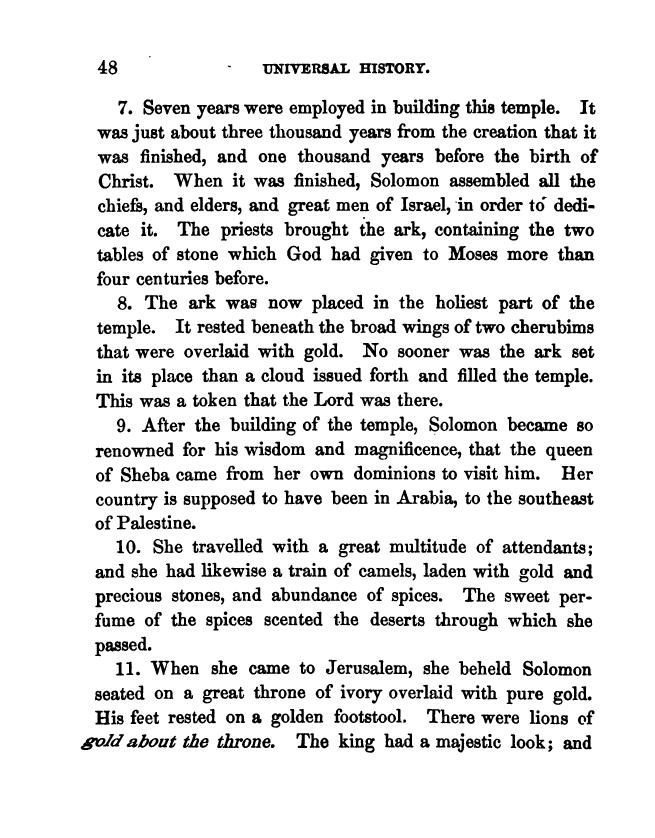 48 UNIVERSAL HISTORY.
7. Seven years were employed in building this temple. It
was just about three thousand years from the creation that it
was finished, and one thousand years before the birth of
Christ. When it was finished, Solomon assembled all the
chiefs, and elders, and great men of Israel, in order to dedi-
cate it. The priests brought the ark, containing the two
tables of stone which God had given to Moses more than
four centuries before.
8. The ark was now placed in the holiest part of the
temple. It rested beneath the broad wings of two cherubims
that were overlaid with gold. No sooner was the ark set
in its place than a cloud issued forth and filled the temple.
This was a token that the Lord was there.
9. After the building of the temple, Solomon became so
renowned for his wisdom and magnificence, that the queen
of Sheba came from her own dominions to visit him. Her
country is supposed to have been in Arabia, to the southeast
of Palestine.
10. She travelled with a great multitude of attendants;
and she had likewise a train of camels, laden with gold and
precious stones, and abundance of spices. The sweet per-
fume of the spices scented the deserts through which she
passed.
11. When she came to Jerusalem, she beheld Solomon
seated on a great throne of ivory overlaid with pure gold.
His feet rested on a golden footstool. There were lions of
gold about the throne. The king had a majestic look; and